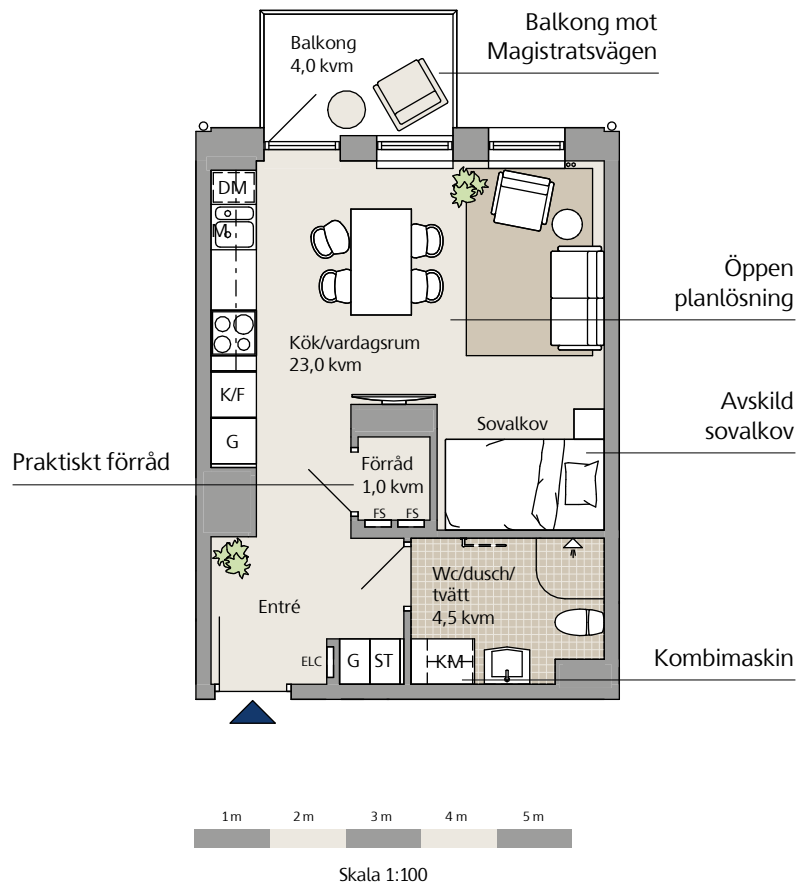 Balkong mot
Magistratsvägen
Balkong
4,0 kvm
DM
M
Öppen
planlösning
Kök/vardagsrum
23,0 kvm
K/F
Avskild
sovalkov
Sovalkov
G
Praktiskt förråd
Förråd
1,0 kvm
FS FS
Wc/dusch/
tvätt
4,5 kvm
Entré
ELC G ST KM
Kombimaskin
1 m 2 m 3 m 4 m 5 m
Skala 1:100